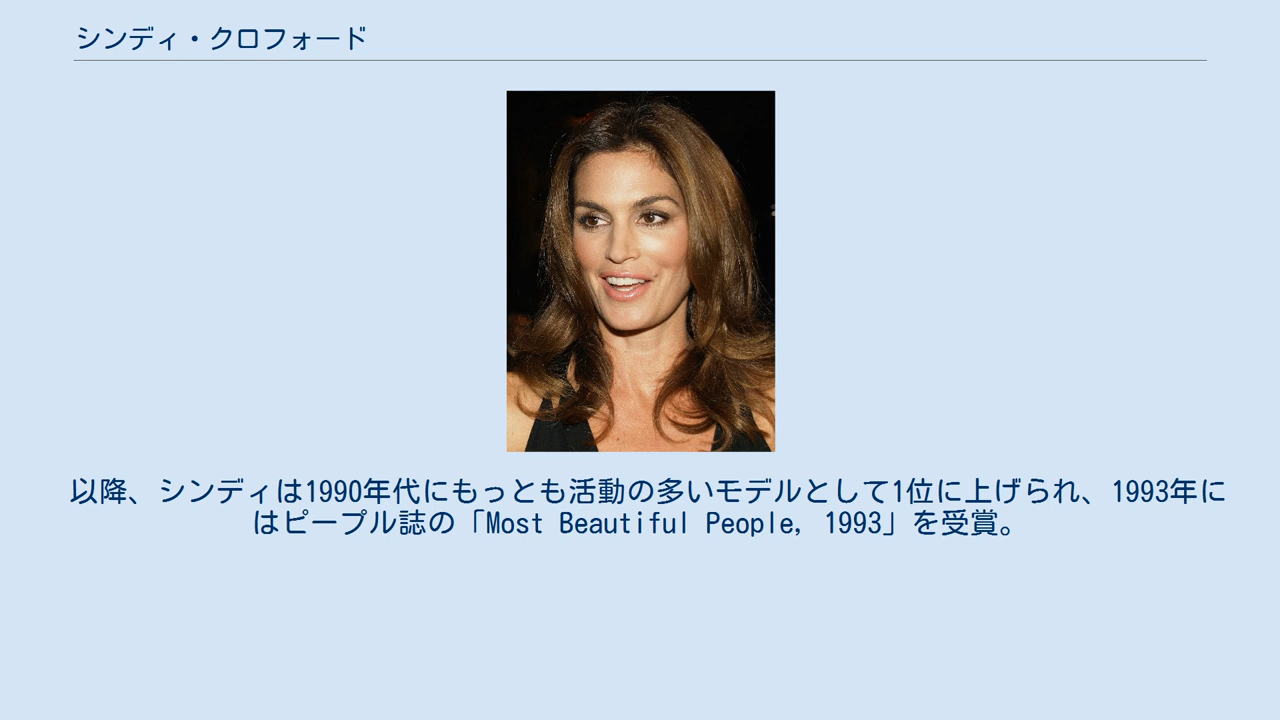 シンディ・クロフォード
以降、シンディは1990年代にもっとも活動の多いモデルとして1位に上げられ、1993年に
はピープル誌の「Most Beautiful People, 1993」を受賞。